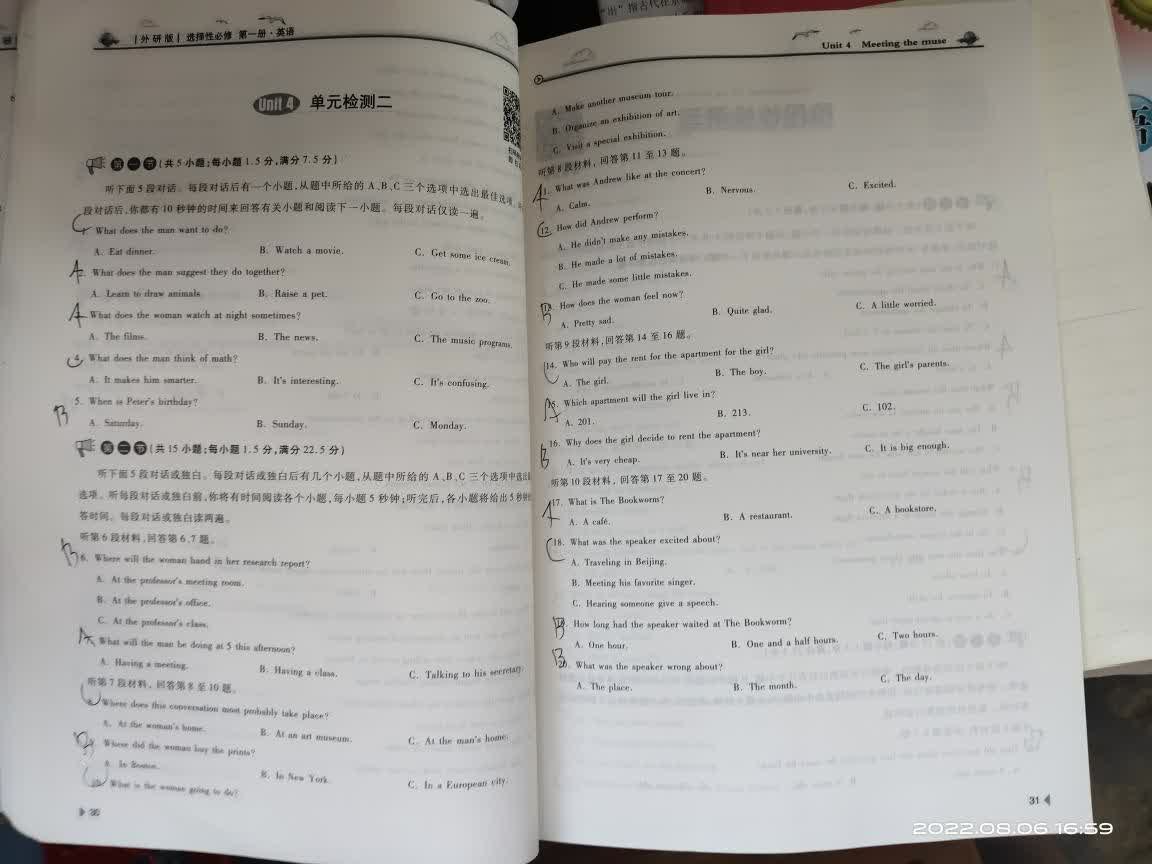 "出"指古代在京
[外研版] 选择性必修 第一册·英语
Unit 4 单元检测二
第一节(共5小题;每小题1.5分,满分7.5分)
听下面5段对话。每段对话后有一个小题,从题中所给的A、B、C三个选项中选出最佳选项。
段对话后,你都有10秒钟的时间来回答有关小题和阅读下一小题。每段对话仅读一遍。
C What does the man want to do?
A. Eat dinner. B. Watch a movie. C. Get some ice cream.
A 2. What does the man suggest they do together?
A. Learn to draw animals. B. Raise a pet. C. Go to the zoo.
A What does the woman watch at night sometimes?
A. The films. B. The news. C. The music programs.
C 4. What does the man think of math?
A. It makes him smarter. B. It's interesting. C. It's confusing.
B 5. When is Peter's birthday?
A. Saturday. B. Sunday. C. Monday.
第二节(共15小题;每小题1.5分,满分22.5分)
听下面5段对话或独白。每段对话或独白后有几个小题,从题中所给的A、B、C三个选项中选出
选项。听每段对话或独白前,你将有时间阅读各个小题,每小题5秒钟;听完后,各小题将给出5秒钟
答时间。每段对话或独白读两遍。
听第6段材料,回答第6、7题。
B 6. Where will the woman hand in her research report?
A. At the professor's meeting room.
B. At the professor's office.
C. At the professor's class.
A What will the man be doing at 5 this afternoon?
A. Having a meeting. B. Having a class. C. Talking to his secretary.
听第7段材料,回答第8至10题。
C Where does this conversation most probably take place?
A. At the woman's home. B. At an art museum. C. At the man's home.
B Where did the woman buy the prints?
A. In Boston. B. In New York. C. In a European city.
C 10. What is the woman going to do?
30
Unit 4 Meeting the muse
A. Make another museum tour.
B. Organize an exhibition of art.
C. Visit a special exhibition.
听第8段材料,回答第11至13题。
A 11. What was Andrew like at the concert?
A. Calm. B. Nervous. C. Excited.
C 12. How did Andrew perform?
A. He didn't make any mistakes.
B. He made a lot of mistakes.
C. He made some little mistakes.
B 13. How does the woman feel now?
A. Pretty sad. B. Quite glad. C. A little worried.
听第9段材料,回答第14至16题。
C 14. Who will pay the rent for the apartment for the girl?
A. The girl. B. The boy. C. The girl's parents.
A 15. Which apartment will the girl live in?
A. 201. B. 213. C. 102.
B 16. Why does the girl decide to rent the apartment?
A. It's very cheap. B. It's near her university. C. It is big enough.
听第10段材料,回答第17至20题。
A 17. What is The Bookworm?
A. A café. B. A restaurant. C. A bookstore.
C 18. What was the speaker excited about?
A. Traveling in Beijing.
B. Meeting his favorite singer.
C. Hearing someone give a speech.
B 19. How long had the speaker waited at The Bookworm?
A. One hour. B. One and a half hours. C. Two hours.
B 20. What was the speaker wrong about?
A. The place. B. The month. C. The day.
31
2022.08.06 16:59